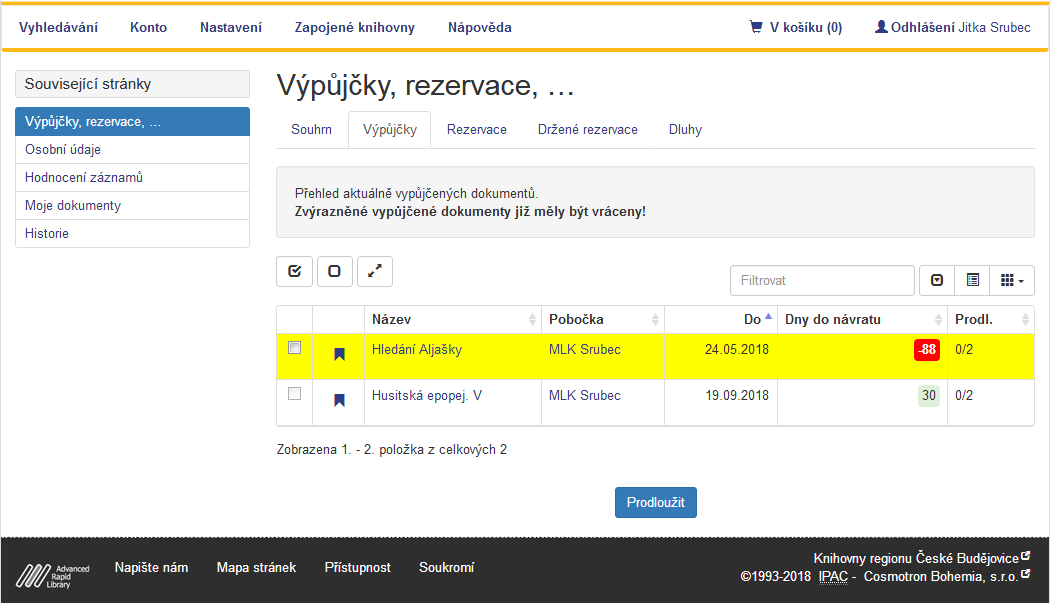 Vyhledávání Konto Nastavení Zapojené knihovny Nápověda V košíku (0) Odhlášení Jitka Srubec
Související stránky
Výpůjčky, rezervace, …
Osobní údaje
Hodnocení záznamů
Moje dokumenty
Historie
Výpůjčky, rezervace, …
Souhrn Výpůjčky Rezervace Držené rezervace Dluhy
Přehled aktuálně vypůjčených dokumentů.
Zvýrazněné vypůjčené dokumenty již měly být vráceny!
Filtrovat
Název Pobočka Do Dny do návratu Prodl.
Hledání Aljašky MLK Srubec 24.05.2018 -88 0/2
Husitská epopej. V MLK Srubec 19.09.2018 30 0/2
Zobrazena 1. - 2. položka z celkových 2
Prodloužit
Advanced
Rapid
Library
Napište nám Mapa stránek Přístupnost Soukromí
Knihovny regionu České Budějovice
©1993-2018 IPAC - Cosmotron Bohemia, s.r.o.